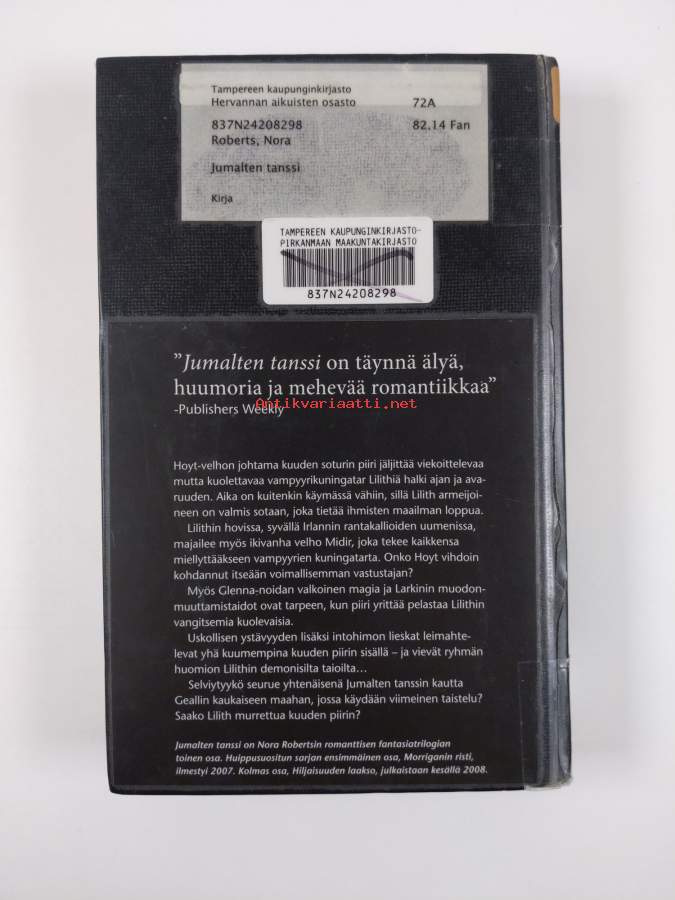 Tampereen kaupunginkirjasto
Hervannan aikuisten osasto 72A
837N24208298 82.14 Fan
Roberts, Nora
Jumalten tanssi
Kirja
TAMPEREEN KAUPUNGINKIRJASTO-
PIRKANMAAN MAAKUNTAKIRJASTO
837N24208298
”Jumalten tanssi on täynnä älyä,
huumoria ja mehevää romantiikkaa”
Antikvariaatti.net
-Publishers Weekly
Hoyt-velhon johtama kuuden soturin piiri jäljittää viekoittelevaa
mutta kuolettavaa vampyyrikuningatar Lilithiä halki ajan ja ava-
ruuden. Aika on kuitenkin käymässä vähiin, sillä Lilith armeijoi-
neen on valmis sotaan, joka tietää ihmisten maailman loppua.
Lilithin hovissa, syvällä Irlannin rantakallioiden uumenissa,
majailee myös ikivanha velho Midir, joka tekee kaikkensa
miellyttääkseen vampyyrien kuningatarta. Onko Hoyt vihdoin
kohdannut itseään voimallisemman vastustajan?
Myös Glenna-noidan valkoinen magia ja Larkinin muodon-
muuttamistaidot ovat tarpeen, kun piiri yrittää pelastaa Lilithin
vangitsemia kuolevaisia.
Uskollisen ystävyyden lisäksi intohimon lieskat leimahte-
levat yhä kuumempina kuuden piirin sisällä – ja vievät ryhmän
huomion Lilithin demonisilta taioilta...
Selviytyykö seurue yhtenäisenä Jumalten tanssin kautta
Geallin kaukaiseen maahan, jossa käydään viimeinen taistelu?
Saako Lilith murrettua kuuden piirin?
Jumalten tanssi on Nora Robertsin romanttisen fantasiatrilogian
toinen osa. Huippusuositun sarjan ensimmäinen osa, Morriganin risti,
ilmestyi 2007. Kolmas osa, Hiljaisuuden laakso, julkaistaan kesällä 2008.